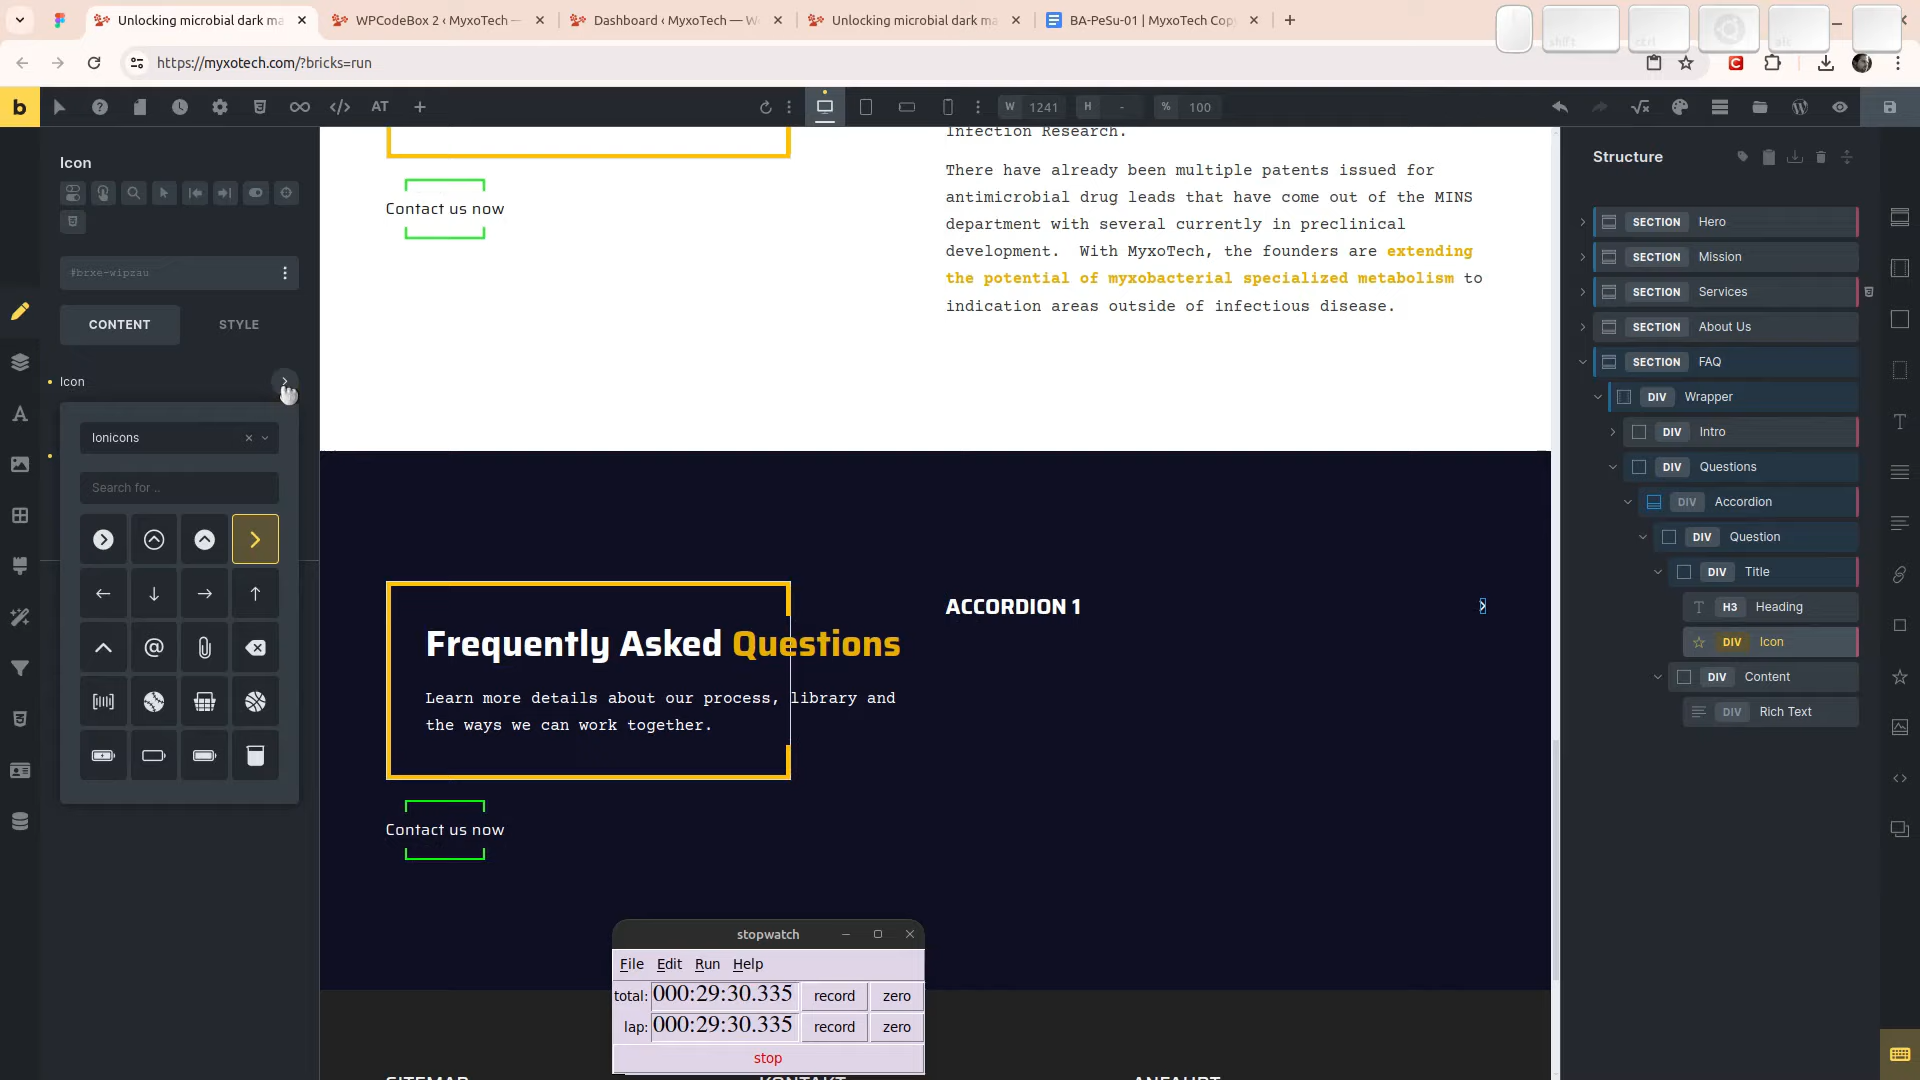 Unlocking microbial dark ma
WPCodeBox 2 ‹ MyxoTech —
Dashboard ‹ MyxoTech — W
Unlocking microbial dark ma
BA-PeSu-01 | MyxoTech Cop
shift
ctrl
alt
https://myxotech.com/?bricks=run
b
AT
W 1241 H - % 100
Icon
#brxe-wipzau
CONTENT
STYLE
Icon
Ionicons
Search for ..
Infection Research.
There have already been multiple patents issued for
antimicrobial drug leads that have come out of the MINS
department with several currently in preclinical
development. With MyxoTech, the founders are extending
the potential of myxobacterial specialized metabolism to
indication areas outside of infectious disease.
Contact us now
Frequently Asked Questions
Learn more details about our process, library and
the ways we can work together.
Contact us now
ACCORDION 1
stopwatch
File Edit Run Help
total: 000:29:30.335 record zero
lap: 000:29:30.335 record zero
stop
SITEMAP
KONTAKT
ANFAHRT
Structure
SECTION Hero
SECTION Mission
SECTION Services
SECTION About Us
SECTION FAQ
DIV Wrapper
DIV Intro
DIV Questions
DIV Accordion
DIV Question
DIV Title
H3 Heading
DIV Icon
DIV Content
DIV Rich Text